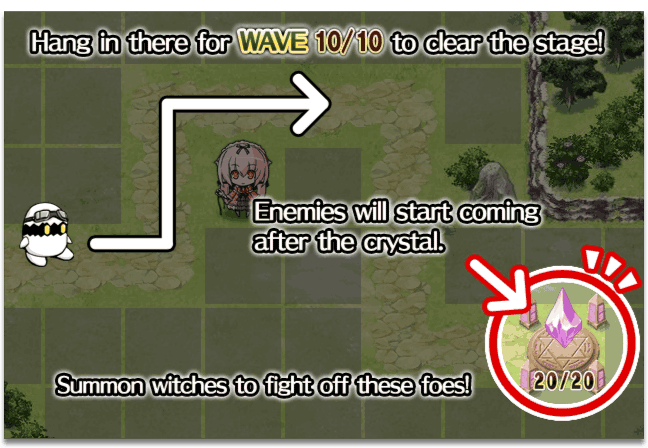 Hang in there for WAVE 10/10 to clear the stage!
Enemies will start coming
after the crystal.
20/20
Summon witches to fight off these foes!